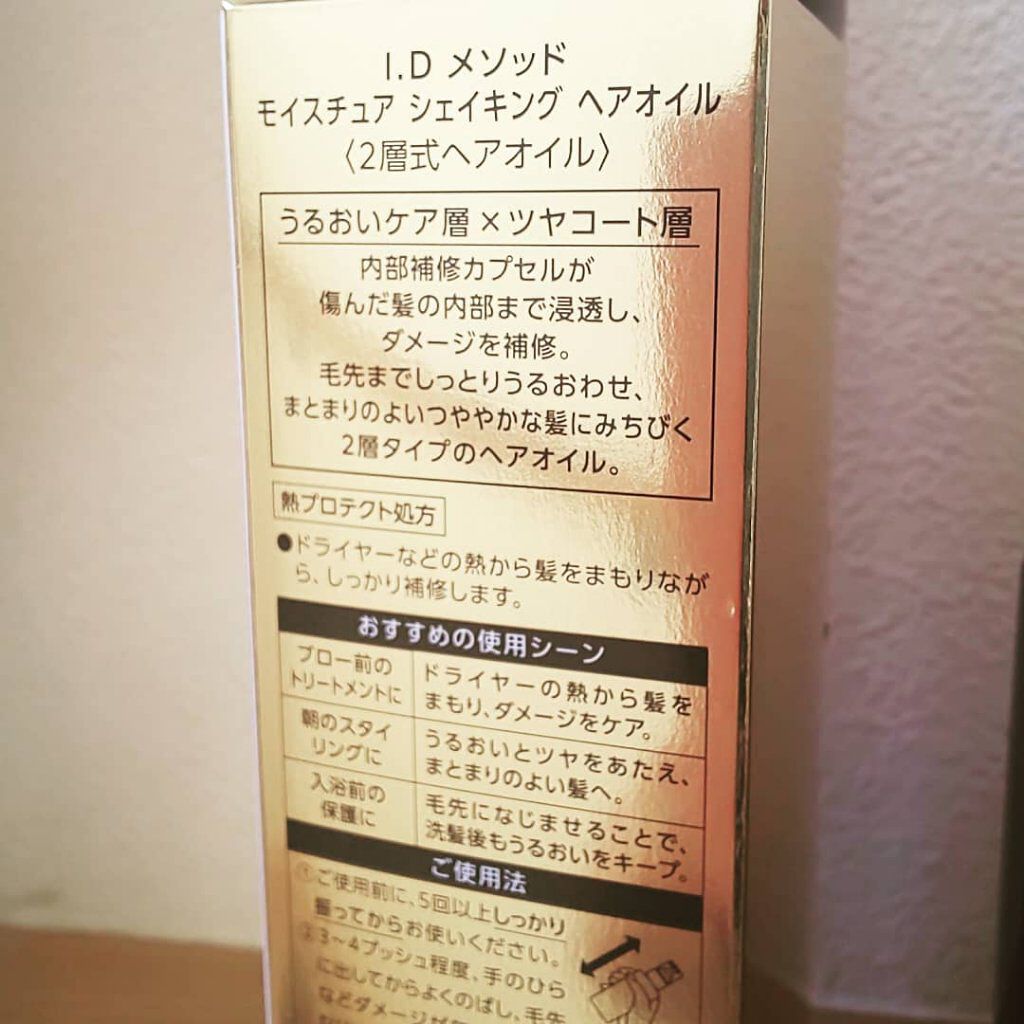 I.D メソッド
モイスチュア シェイキング ヘアオイル
〈2層式ヘアオイル〉
うるおいケア層×ツヤコート層
内部補修カプセルが
傷んだ髪の内部まで浸透し、
ダメージを補修。
毛先までしっとりうるおわせ、
まとまりのよいつややかな髪にみちびく
2層タイプのヘアオイル。
熱プロテクト処方
●ドライヤーなどの熱から髪をまもりなが
ら、しっかり補修します。
おすすめの使用シーン
ブロー前の
トリートメントに
ドライヤーの熱から髪を
まもり、ダメージをケア。
朝のスタイ
リングに
うるおいとツヤをあたえ、
まとまりのよい髪へ。
入浴前の
保護に
毛先になじませることで、
洗髪後もうるおいをキープ。
ご使用法
①ご使用前に、5回以上しっかり
振ってからお使いください。
②3~4プッシュ程度、手のひら
に出してからよくのばし、毛先
などダメージが